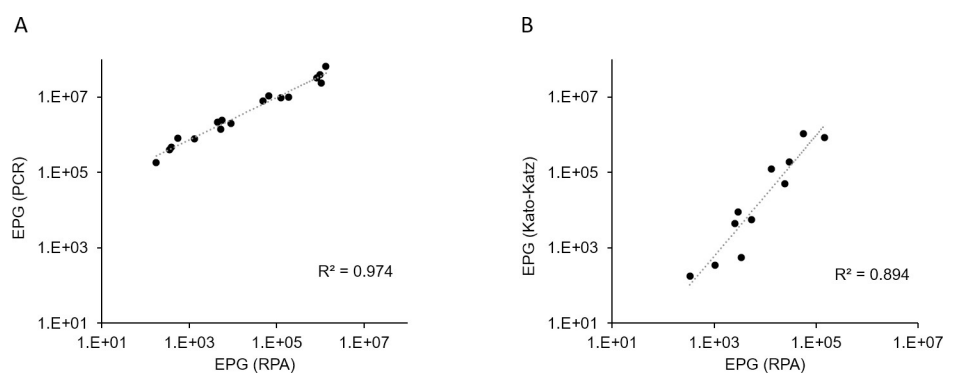 A
1.E+07
1.E+05
1.E+03
1.E+01
EPG (PCR)
R² = 0.974
1.E+01 1.E+03 1.E+05 1.E+07
EPG (RPA)
B
1.E+07
1.E+05
1.E+03
1.E+01
EPG (Kato-Katz)
R² = 0.894
1.E+01 1.E+03 1.E+05 1.E+07
EPG (RPA)